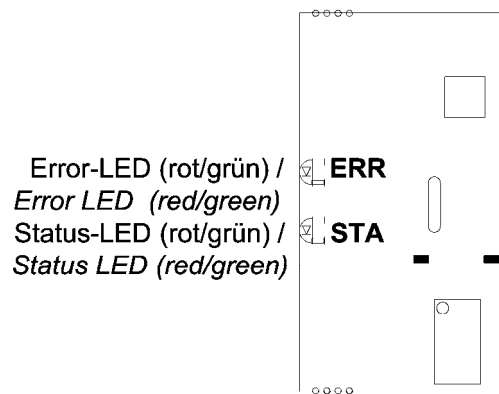 Error-LED (rot/grün) / ERR
Error LED (red/green)
Status-LED (rot/grün) / STA
Status LED (red/green)